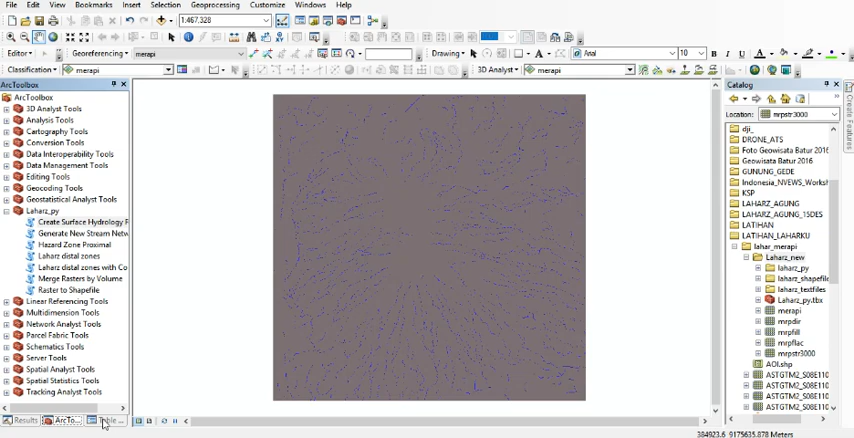 File Edit View Bookmarks Insert Selection Geoprocessing Customize Windows Help
1:467,328
Editor Georeferencing merapi Drawing Arial 10 B I U A
Classification merapi 3D Analyst merapi
ArcToolbox
ArcToolbox
3D Analyst Tools
Analysis Tools
Cartography Tools
Conversion Tools
Data Interoperability Tools
Data Management Tools
Editing Tools
Geocoding Tools
Geostatistical Analyst Tools
Laharz_py
Create Surface Hydrology R
Generate New Stream Netw
Hazard Zone Proximal
Laharz distal zones
Laharz distal zones with Co
Merge Rasters by Volume
Raster to Shapefile
Linear Referencing Tools
Multidimension Tools
Network Analyst Tools
Parcel Fabric Tools
Schematics Tools
Server Tools
Spatial Analyst Tools
Spatial Statistics Tools
Tracking Analyst Tools
Results ArcTo... Table ...
Catalog
Location: mrpstr3000
dji_
DRONE_ATS
Foto Geowisata Batur 2016
Geowisata Batur 2016
GUNUNG_GEDE
Indonesia_NVEWS_Worksh
KSP
LAHARZ_AGUNG
LAHARZ_AGUNG_15DES
LATIHAN
LATIHAN_LAHARKU
lahar_merapi
Laharz_new
laharz_py
laharz_shapefile
laharz_textfiles
Laharz_py.tbx
merapi
mrpdir
mrpfill
mrpflac
mrpstr3000
AOI.shp
ASTGTM2_S08E110
ASTGTM2_S08E110
ASTGTM2_S08E110
ASTGTM2_S08E110
Create Features
384923.6 9175635.878 Meters